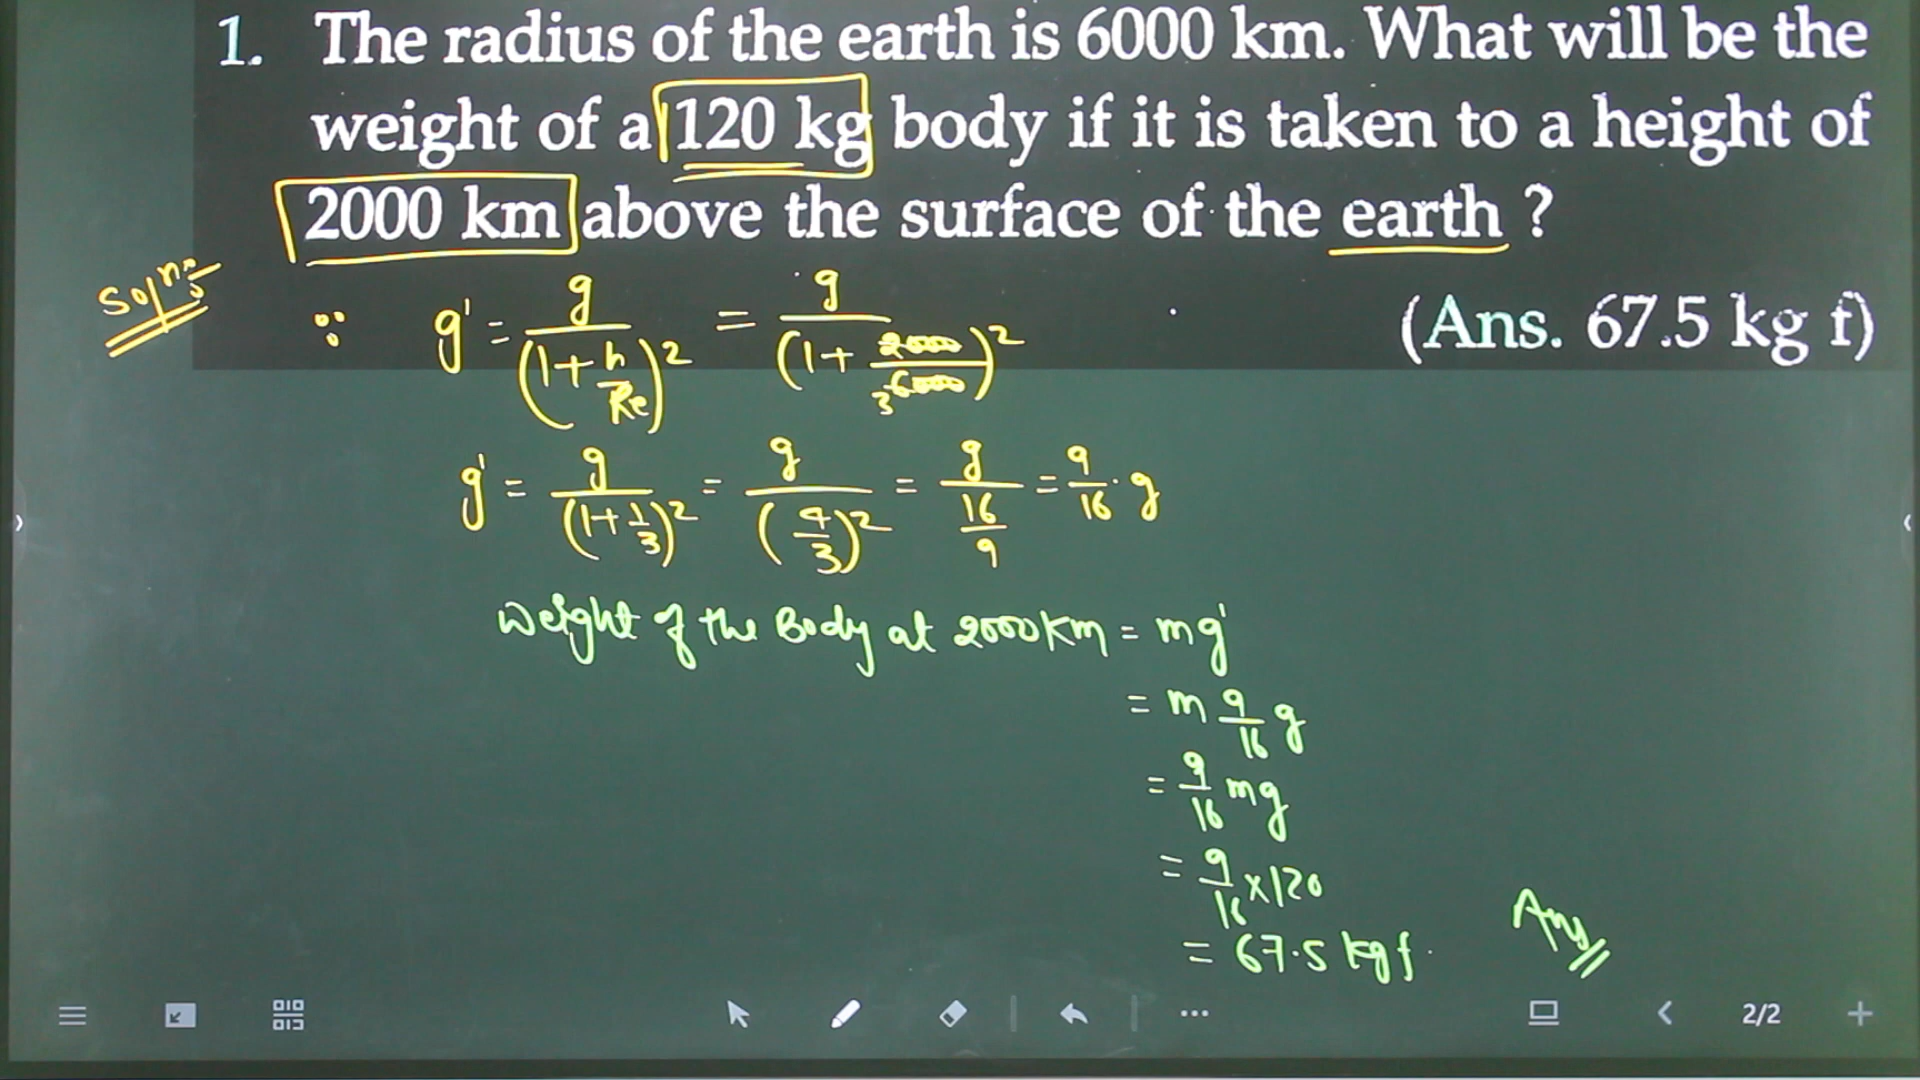 1. The radius of the earth is 6000 km. What will be the
weight of a 120 kg body if it is taken to a height of
2000 km above the surface of the earth ?
(Ans. 67.5 kg f)
Solⁿ:-
∵ g' = g/(1+h/Re)² = g/(1+2000/6000)² 3
g' = g/(1+1/3)² = g/(4/3)² = g/(16/9) = 9/16 . g
Weight of the Body at 2000 km = mg'
= m 9/16 g
= 9/16 mg
= 9/16 x 120
= 67.5 kgf. Ans
2/2